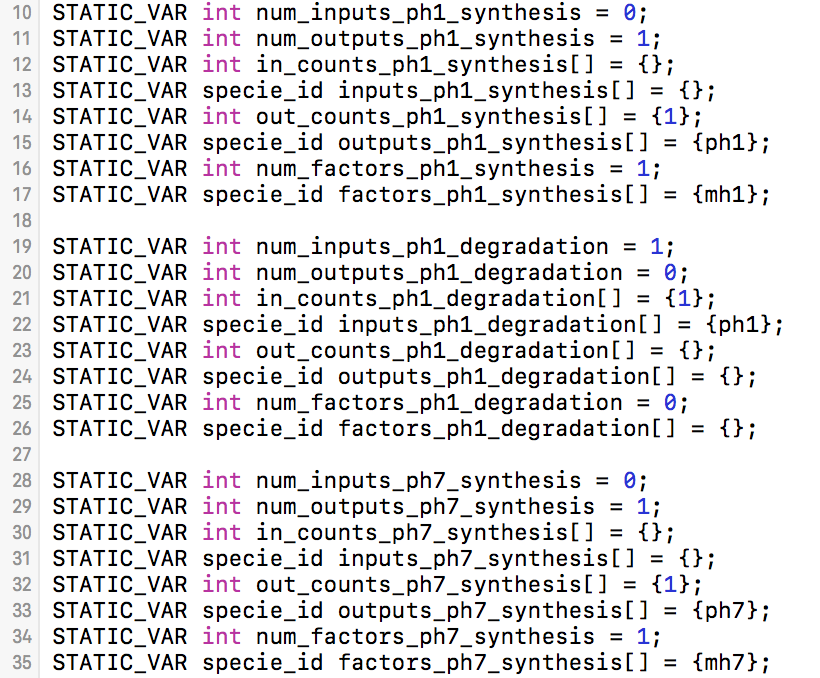 10 STATIC_VAR int num_inputs_ph1_synthesis = 0;
11 STATIC_VAR int num_outputs_ph1_synthesis = 1;
12 STATIC_VAR int in_counts_ph1_synthesis[] = {};
13 STATIC_VAR specie_id inputs_ph1_synthesis[] = {};
14 STATIC_VAR int out_counts_ph1_synthesis[] = {1};
15 STATIC_VAR specie_id outputs_ph1_synthesis[] = {ph1};
16 STATIC_VAR int num_factors_ph1_synthesis = 1;
17 STATIC_VAR specie_id factors_ph1_synthesis[] = {mh1};
18
19 STATIC_VAR int num_inputs_ph1_degradation = 1;
20 STATIC_VAR int num_outputs_ph1_degradation = 0;
21 STATIC_VAR int in_counts_ph1_degradation[] = {1};
22 STATIC_VAR specie_id inputs_ph1_degradation[] = {ph1};
23 STATIC_VAR int out_counts_ph1_degradation[] = {};
24 STATIC_VAR specie_id outputs_ph1_degradation[] = {};
25 STATIC_VAR int num_factors_ph1_degradation = 0;
26 STATIC_VAR specie_id factors_ph1_degradation[] = {};
27
28 STATIC_VAR int num_inputs_ph7_synthesis = 0;
29 STATIC_VAR int num_outputs_ph7_synthesis = 1;
30 STATIC_VAR int in_counts_ph7_synthesis[] = {};
31 STATIC_VAR specie_id inputs_ph7_synthesis[] = {};
32 STATIC_VAR int out_counts_ph7_synthesis[] = {1};
33 STATIC_VAR specie_id outputs_ph7_synthesis[] = {ph7};
34 STATIC_VAR int num_factors_ph7_synthesis = 1;
35 STATIC_VAR specie_id factors_ph7_synthesis[] = {mh7};